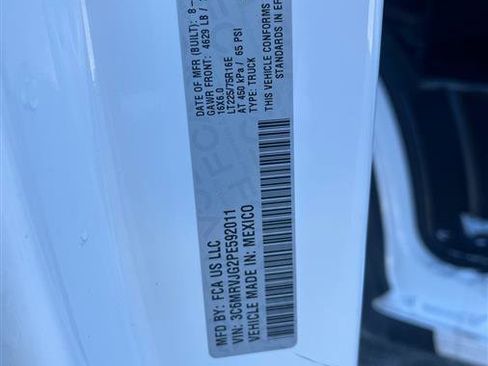 MFD BY: FCA US LLC
VIN: 3C6MRVJG2PE592011
VEHICLE MADE IN: MEXICO
DATE OF MFR (BUILT): 8-
GAWR FRONT: 4629 LB /
16X6.0
LT225/75R16E
AT 450 kPa / 65 PSI
TYPE: TRUCK
THIS VEHICLE CONFORMS
STANDARDS IN EF